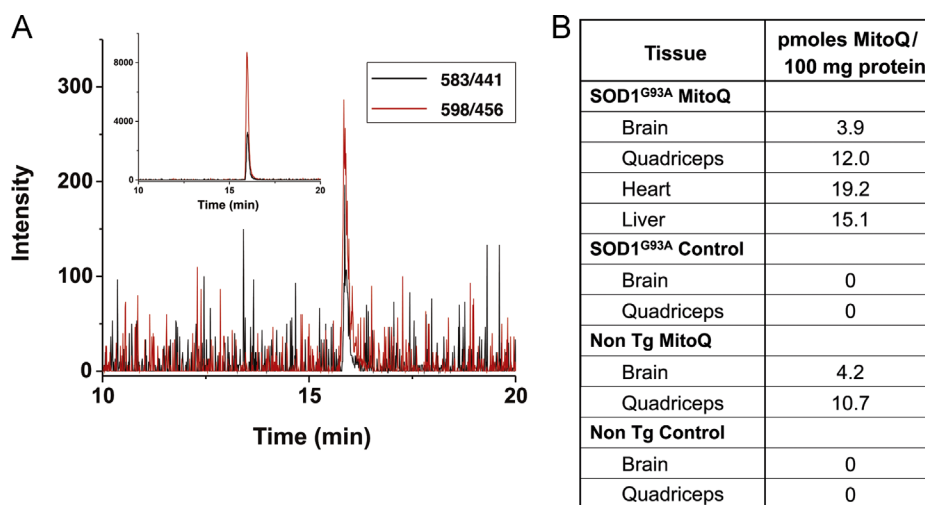 A
8000
4000
0
10
15
20
Time (min)
583/441
598/456
300
200
100
0
Intensity
10
15
20
Time (min)
B
Tissue
pmoles MitoQ/
100 mg protein
SOD1G93A MitoQ
Brain 3.9
Quadriceps 12.0
Heart 19.2
Liver 15.1
SOD1G93A Control
Brain 0
Quadriceps 0
Non Tg MitoQ
Brain 4.2
Quadriceps 10.7
Non Tg Control
Brain 0
Quadriceps 0